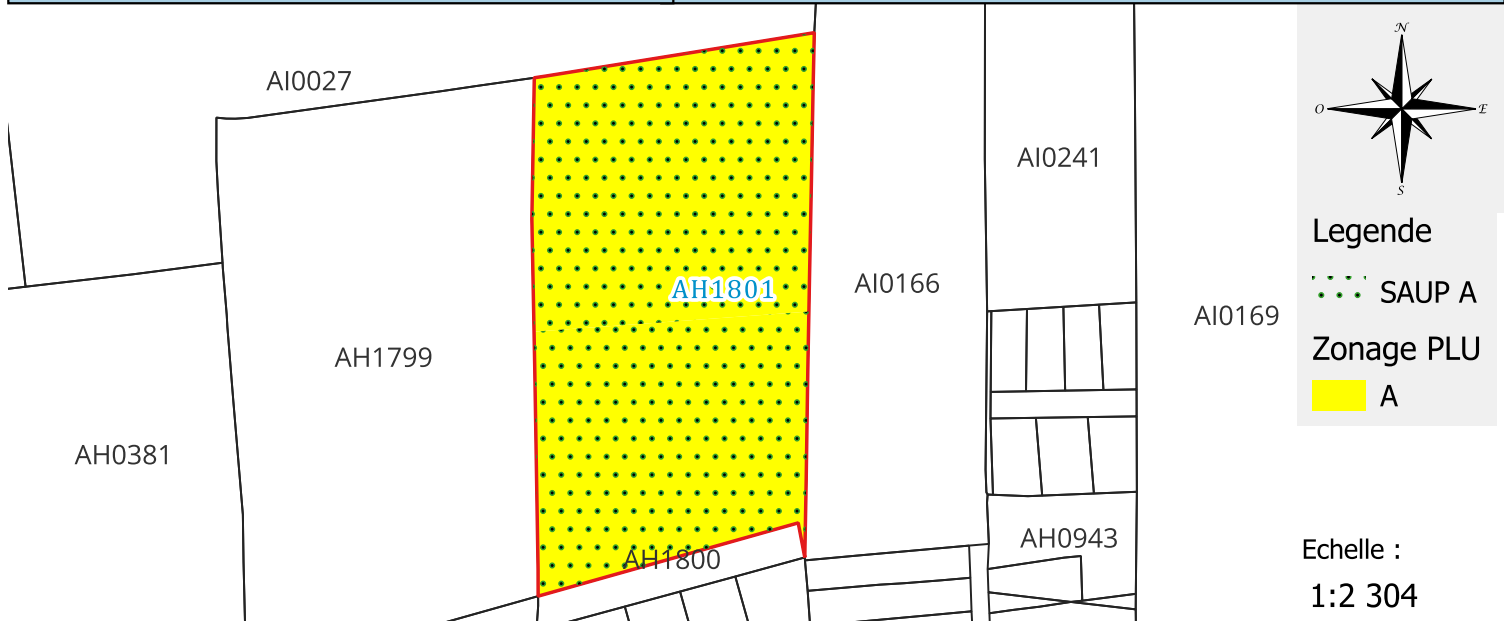 N
O
E
S
AI0027
AI0241
Legende
SAUP A
AH1801
AI0166
AI0169
AH1799
Zonage PLU
A
AH0381
AH0943
AH1800
Echelle :
1:2 304